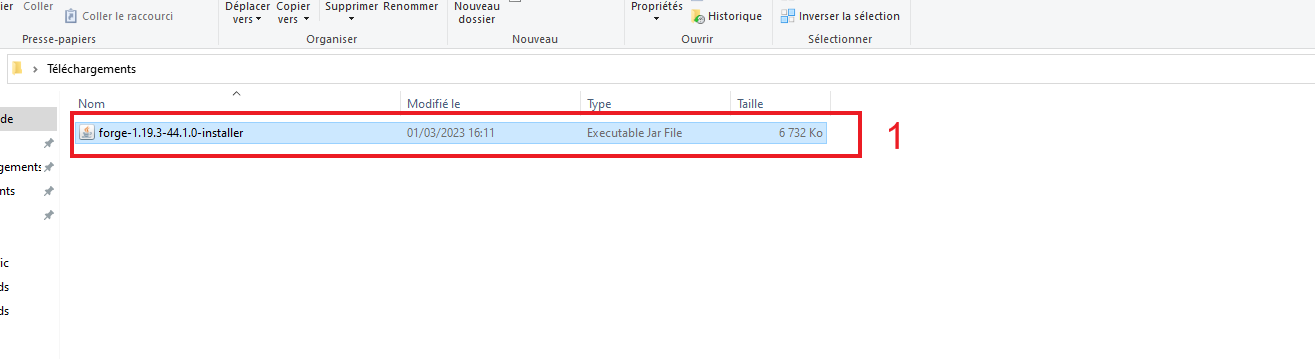 ier Coller
Coller le raccourci
Déplacer vers
Copier vers
Supprimer
Renommer
Nouveau dossier
Propriétés
Historique
Inverser la sélection
Presse-papiers
Organiser
Nouveau
Ouvrir
Sélectionner
Téléchargements
Nom Modifié le Type Taille
forge-1.19.3-44.1.0-installer 01/03/2023 16:11 Executable Jar File 6 732 Ko
1
de
gements
nts
ic
ds
ds